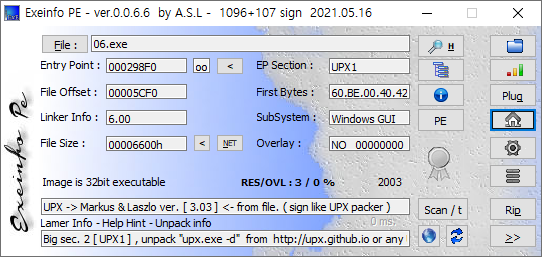 Exeinfo PE - ver.0.0.6.6 by A.S.L - 1096+107 sign 2021.05.16
File : 06.exe H
Entry Point : 000298F0 oo < EP Section : UPX1
File Offset : 00005CF0 First Bytes : 60.BE.00.40.42 Plug
Linker Info : 6.00 SubSystem : Windows GUI PE
File Size : 00006600h < NET Overlay : NO 00000000
Image is 32bit executable RES/OVL : 3 / 0 % 2003
Exeinfo Pe
UPX -> Markus & Laszlo ver. [ 3.03 ] <- from file. ( sign like UPX packer ) Scan / t Rip
Lamer Info - Help Hint - Unpack info 0 ms.
Big sec. 2 [ UPX1 ] , unpack "upx.exe -d" from http://upx.github.io or any >>